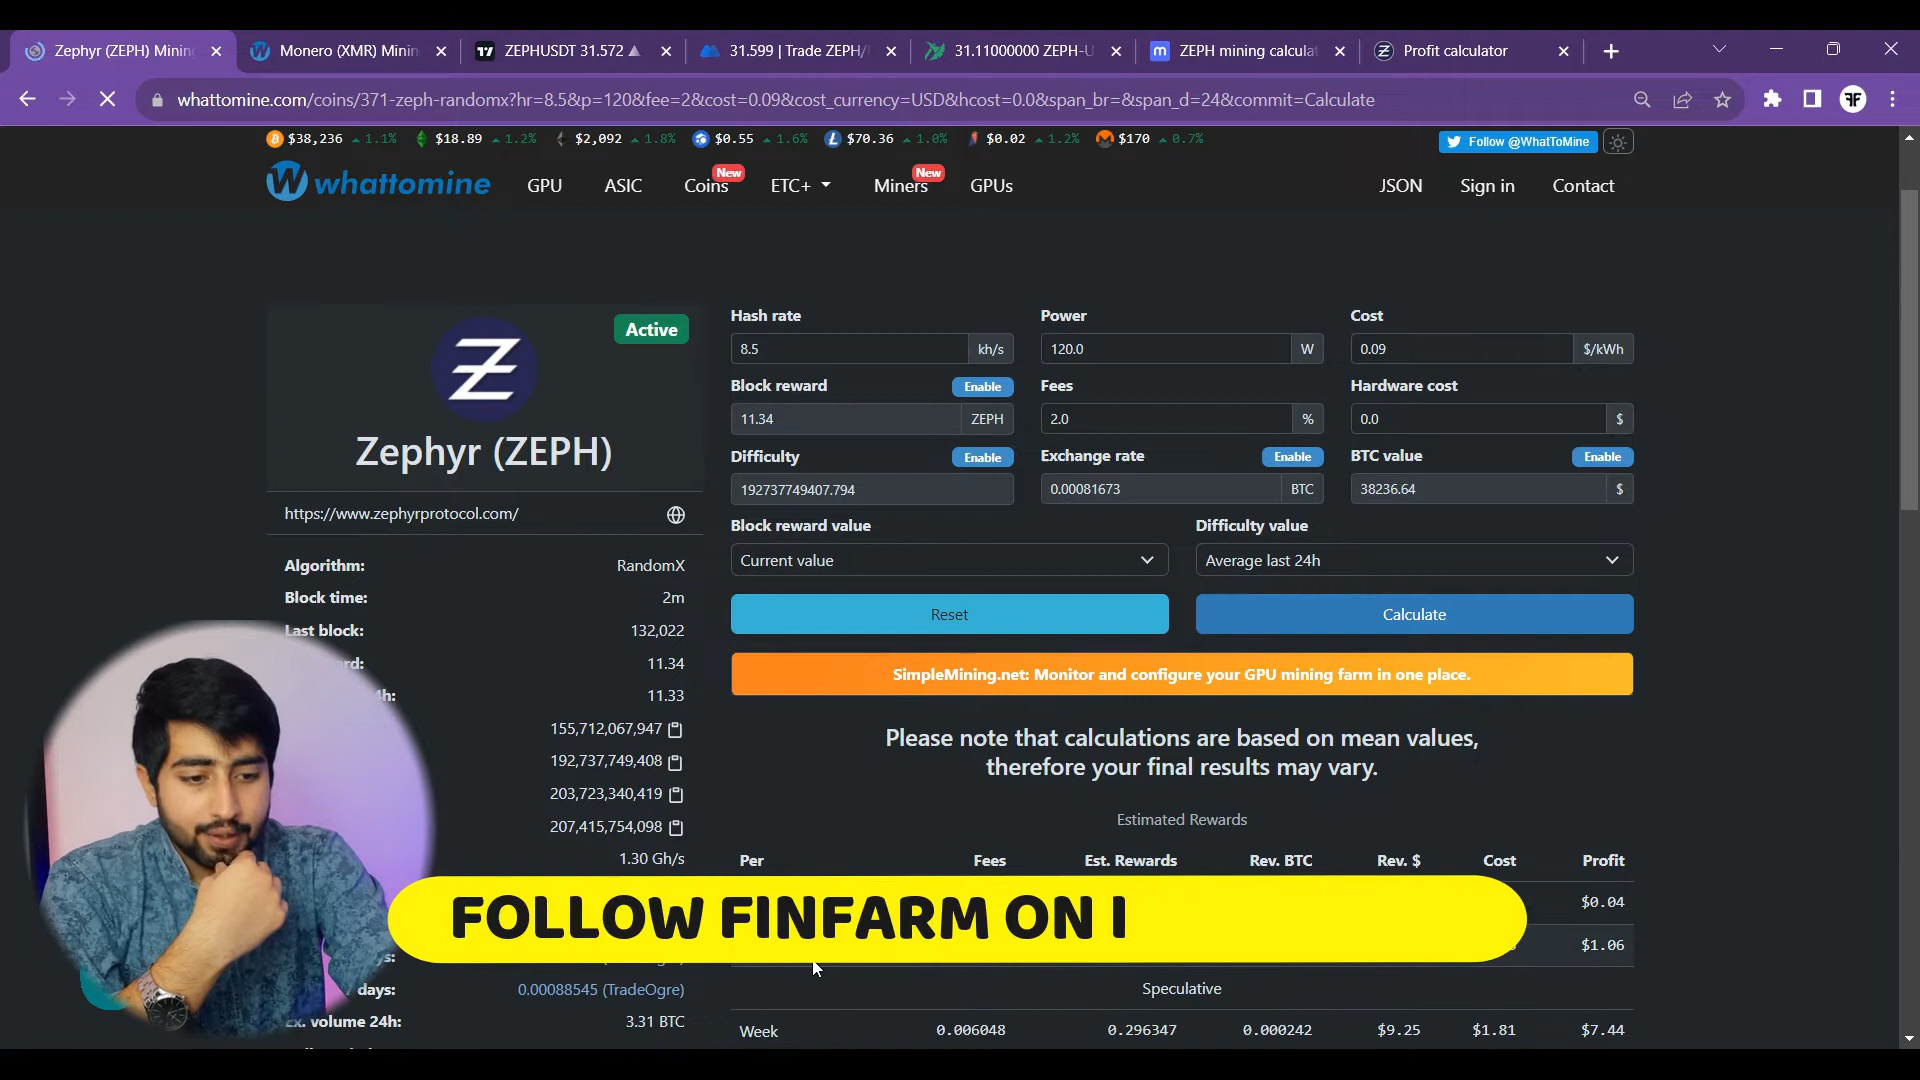 Zephyr (ZEPH) Minin
Monero (XMR) Minin
ZEPHUSDT 31.572
31.599 | Trade ZEPH/
31.11000000 ZEPH-U
ZEPH mining calculat
Profit calculator
whattomine.com/coins/371-zeph-randomx?hr=8.5&p=120&fee=2&cost=0.09&cost_currency=USD&hcost=0.0&span_br=&span_d=24&commit=Calculate
$38,236 1.1% $18.89 1.2% $2,092 1.8% $0.55 1.6% $70.36 1.0% $0.02 1.2% $170 0.7%
Follow @WhatToMine
whattomine GPU ASIC Coins New ETC+ Miners New GPUs JSON Sign in Contact
Active
Zephyr (ZEPH)
https://www.zephyrprotocol.com/
Algorithm: RandomX
Block time: 2m
Last block: 132,022
rd: 11.34
4h: 11.33
155,712,067,947
192,737,749,408
203,723,340,419
207,415,754,098
1.30 Gh/s
days: 0.00088545 (TradeOgre)
Ex. volume 24h: 3.31 BTC
Hash rate Power Cost
8.5 kh/s 120.0 W 0.09 $/kWh
Block reward Enable Fees Hardware cost
11.34 ZEPH 2.0 % 0.0 $
Difficulty Enable Exchange rate Enable BTC value Enable
192737749407.794 0.00081673 BTC 38236.64 $
Block reward value Difficulty value
Current value Average last 24h
Reset Calculate
SimpleMining.net: Monitor and configure your GPU mining farm in one place.
Please note that calculations are based on mean values,
therefore your final results may vary.
Estimated Rewards
Per Fees Est. Rewards Rev. BTC Rev. $ Cost Profit
$0.04
$1.06
FOLLOW FINFARM ON I
Speculative
Week 0.006048 0.296347 0.000242 $9.25 $1.81 $7.44